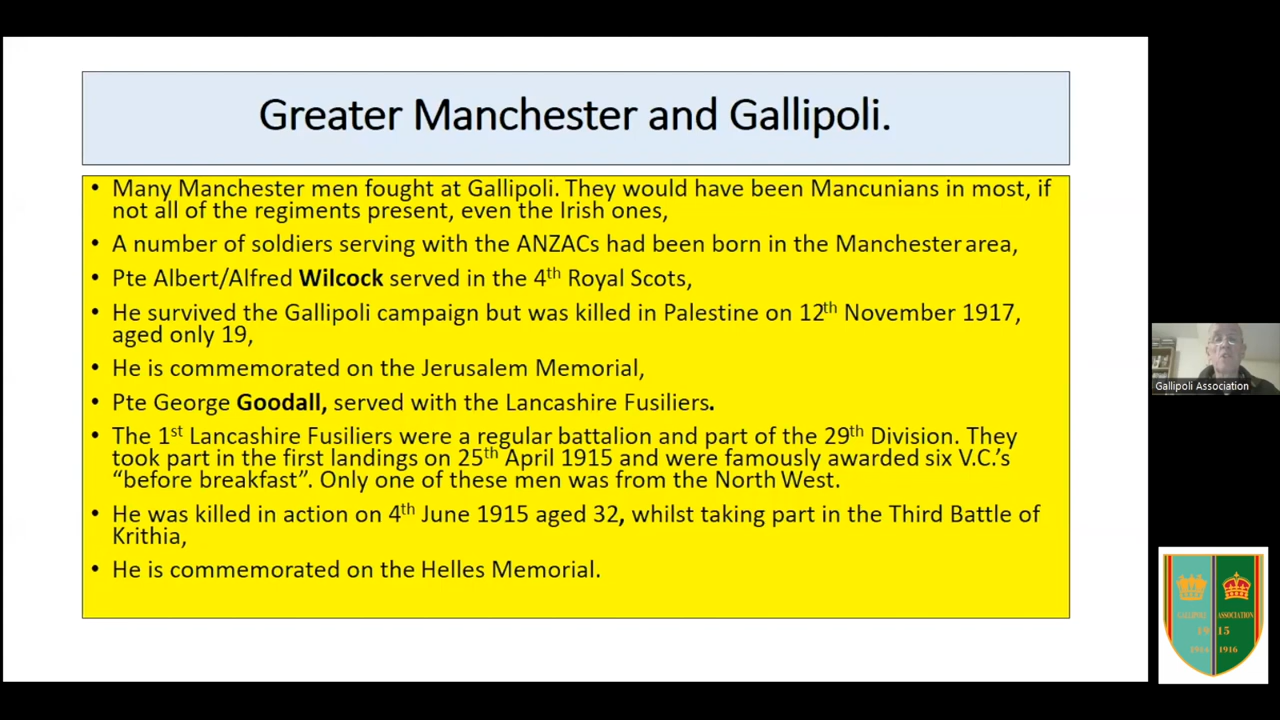 Greater Manchester and Gallipoli.
• Many Manchester men fought at Gallipoli. They would have been Mancunians in most, if
not all of the regiments present, even the Irish ones,
• A number of soldiers serving with the ANZACs had been born in the Manchester area,
• Pte Albert/Alfred Wilcock served in the 4th Royal Scots,
• He survived the Gallipoli campaign but was killed in Palestine on 12th November 1917,
aged only 19,
• He is commemorated on the Jerusalem Memorial,
• Pte George Goodall, served with the Lancashire Fusiliers.
• The 1st Lancashire Fusiliers were a regular battalion and part of the 29th Division. They
took part in the first landings on 25th April 1915 and were famously awarded six V.C.'s
“before breakfast”. Only one of these men was from the North West.
• He was killed in action on 4th June 1915 aged 32, whilst taking part in the Third Battle of
Krithia,
• He is commemorated on the Helles Memorial.
Gallipoli Association
GALLIPOLI ASSOCIATION
1915
1914 1916